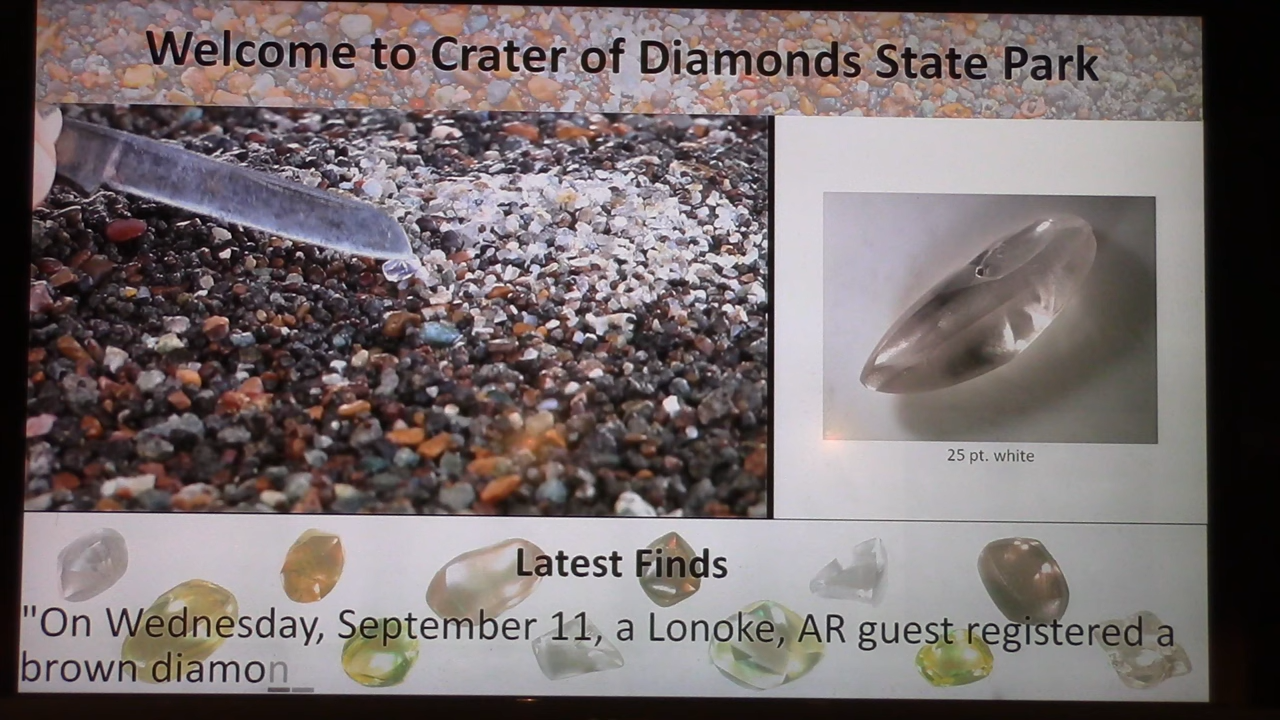 Welcome to Crater of Diamonds State Park
25 pt. white
Latest Finds
"On Wednesday, September 11, a Lonoke, AR guest registered a
brown diamon